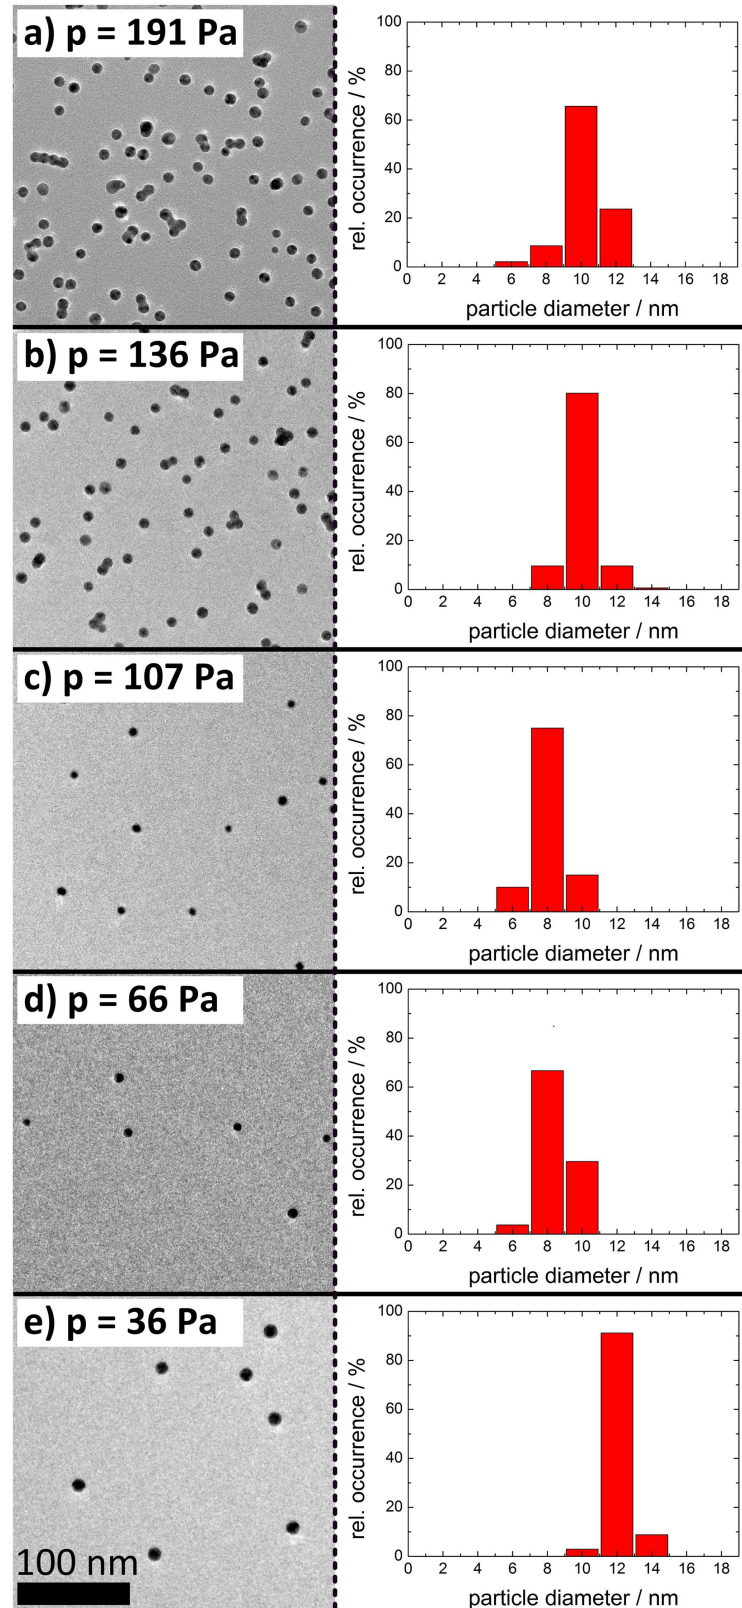 a) p = 191 Pa
100
80
60
40
20
0
rel. occurrence / %
0 2 4 6 8 10 12 14 16 18
particle diameter / nm
b) p = 136 Pa
100
80
60
40
20
0
rel. occurrence / %
0 2 4 6 8 10 12 14 16 18
particle diameter / nm
c) p = 107 Pa
100
80
60
40
20
0
rel. occurrence / %
0 2 4 6 8 10 12 14 16 18
particle diameter / nm
d) p = 66 Pa
100
80
60
40
20
0
rel. occurrence / %
0 2 4 6 8 10 12 14 16 18
particle diameter / nm
e) p = 36 Pa
100
80
60
40
20
0
rel. occurrence / %
0 2 4 6 8 10 12 14 16 18
particle diameter / nm
100 nm